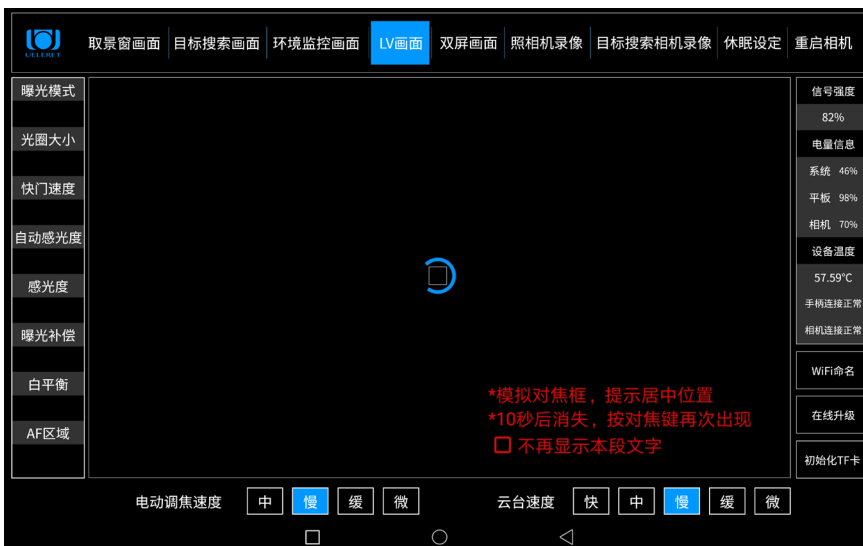 UELERET
取景窗画面 目标搜索画面 环境监控画面 LV画面 双屏画面 照相机录像 目标搜索相机录像 休眠设定 重启相机
曝光模式
光圈大小
快门速度
自动感光度
感光度
曝光补偿
白平衡
AF区域
*模拟对焦框，提示居中位置
*10秒后消失，按对焦键再次出现
不再显示本段文字
信号强度
82%
电量信息
系统 46%
平板 98%
相机 70%
设备温度
57.59℃
手柄连接正常
相机连接正常
WiFi命名
在线升级
初始化TF卡
电动调焦速度 中 慢 缓 微 云台速度 快 中 慢 缓 微